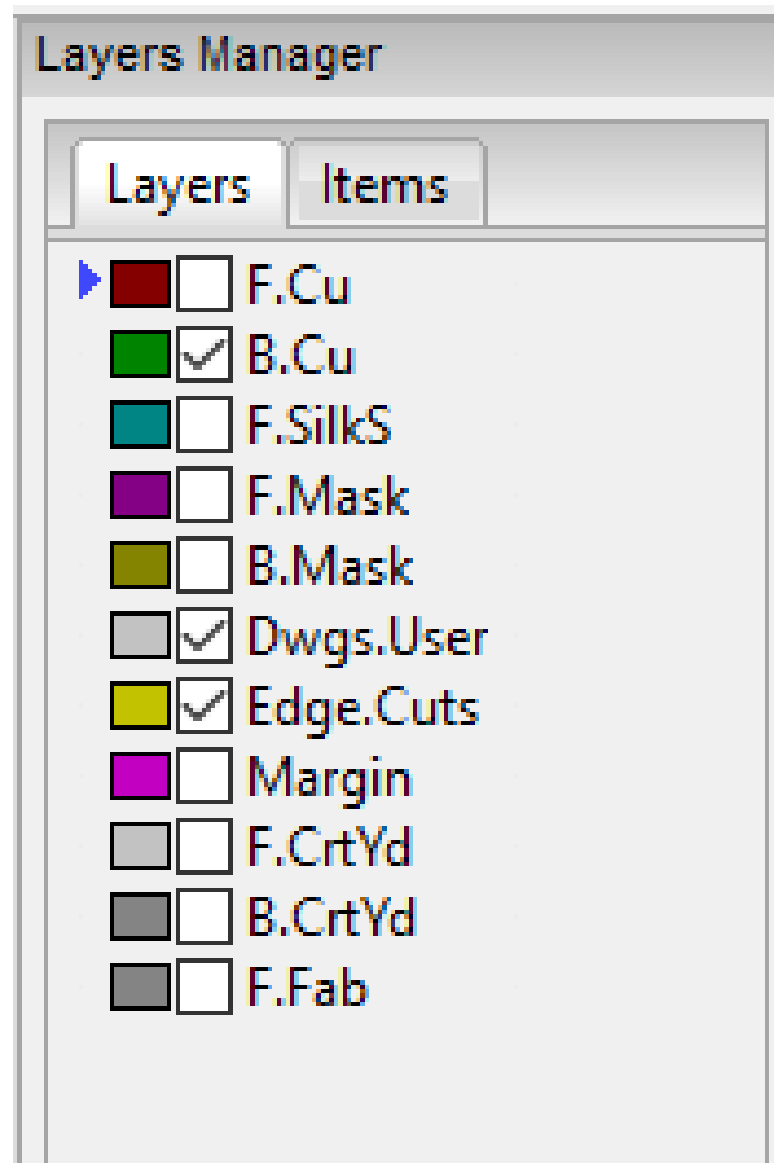 Layers Manager
Layers Items
F.Cu
B.Cu
F.SilkS
F.Mask
B.Mask
Dwgs.User
Edge.Cuts
Margin
F.CrtYd
B.CrtYd
F.Fab